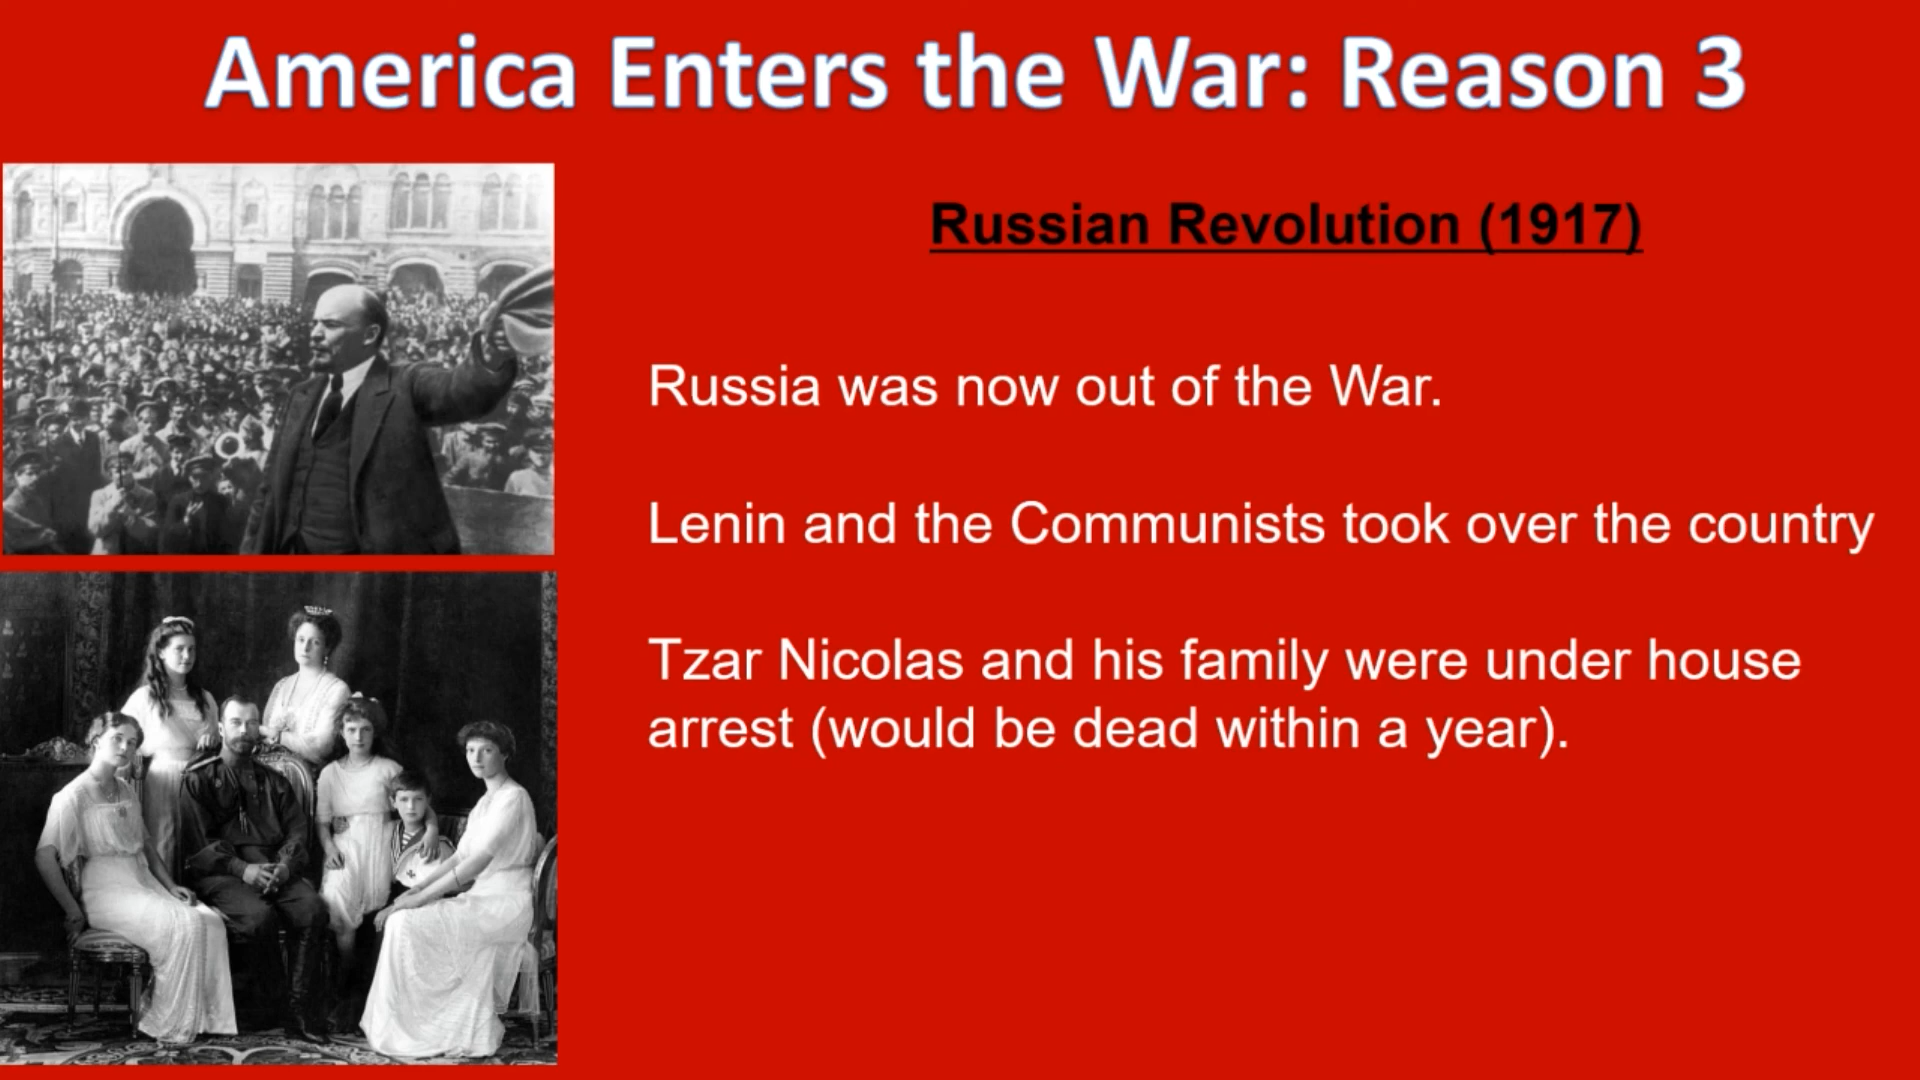 America Enters the War: Reason 3
Russian Revolution (1917)
Russia was now out of the War.
Lenin and the Communists took over the country
Tzar Nicolas and his family were under house
arrest (would be dead within a year).